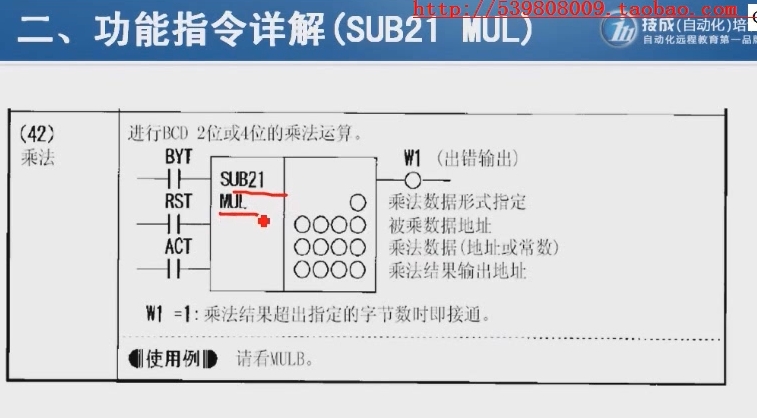 http://539808009.taobao.com
二、功能指令详解(SUB21 MUL)
技成(自动化)培
自动化远程教育第一品牌
(42)
乘法
进行BCD 2位或4位的乘法运算。
BYT
RST
ACT
SUB21
MUL
W1 (出错输出)
乘法数据形式指定
被乘数据地址
乘法数据(地址或常数)
乘法结果输出地址
W1 =1:乘法结果超出指定的字节数时即接通。
使用例 请看MULB。